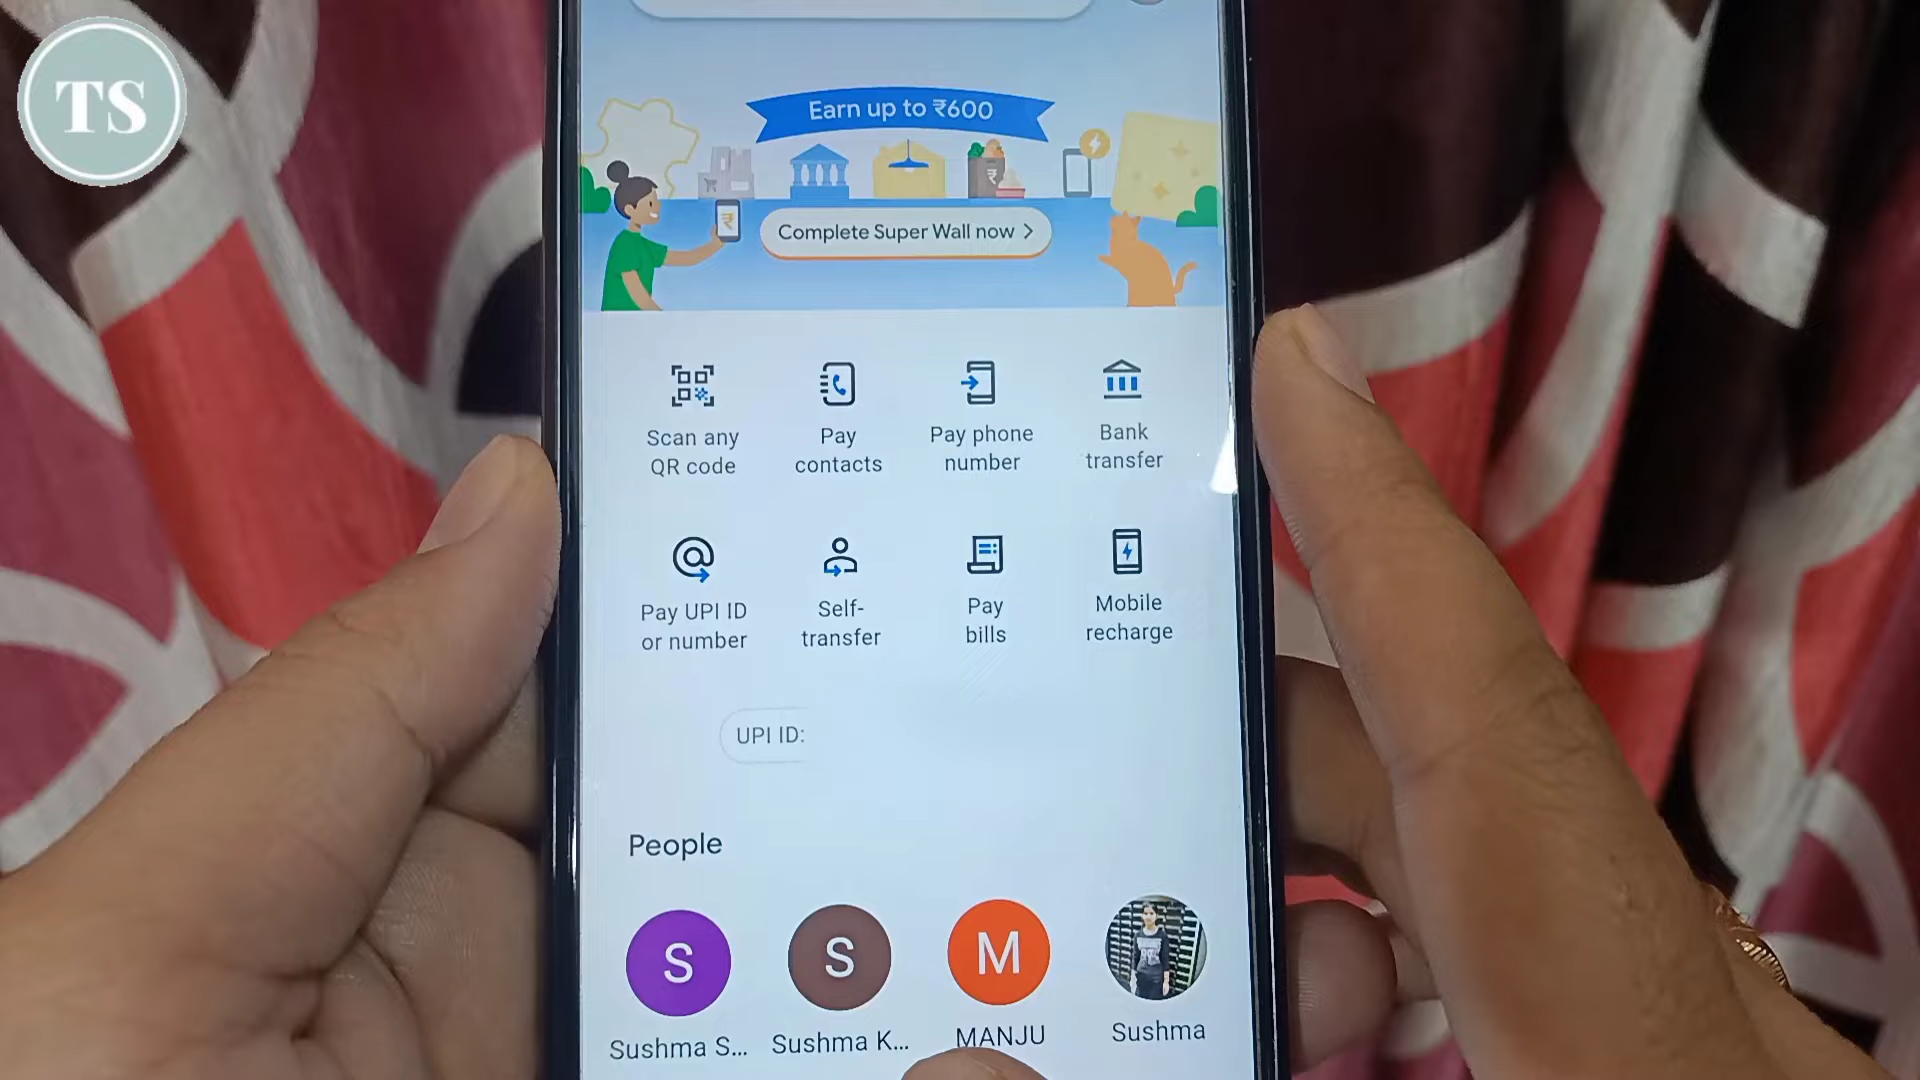 TS
Earn up to ₹600
Complete Super Wall now >
Scan any
QR code
Pay
contacts
Pay phone
number
Bank
transfer
Pay UPI ID
or number
Self-
transfer
Pay
bills
Mobile
recharge
UPI ID:
People
S
S
M
Sushma S...
Sushma K...
MANJU
Sushma